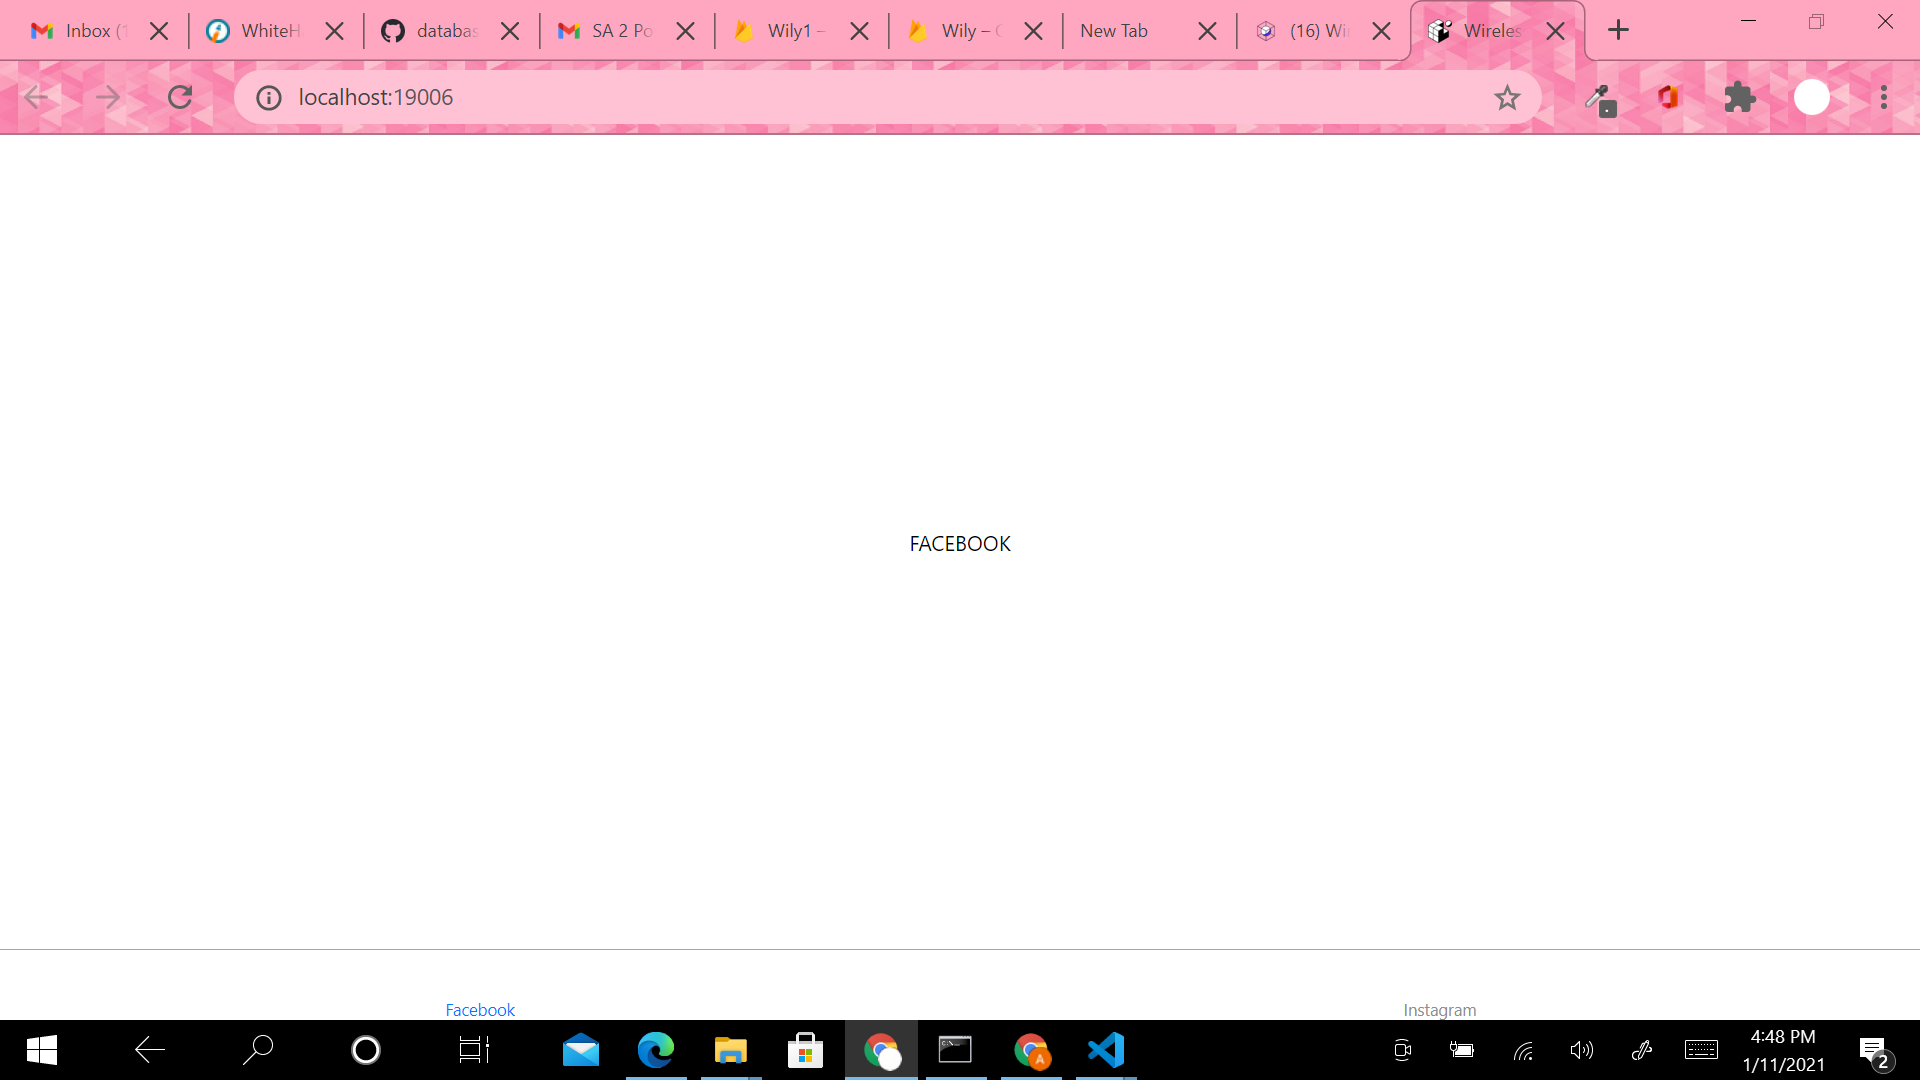 Inbox (1
WhiteH
databas
SA 2 Po
Wily1 –
Wily – C
New Tab
(16) Wi
Wireles
localhost:19006
FACEBOOK
Facebook
Instagram
4:48 PM
1/11/2021
2
A